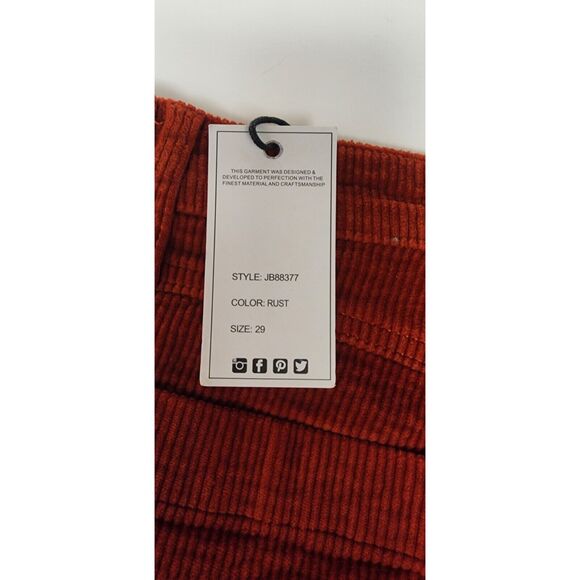 THIS GARMENT WAS DESIGNED &
DEVELOPED TO PERFECTION WITH THE
FINEST MATERIAL AND CRAFTSMANSHIP
STYLE: JB88377
COLOR: RUST
SIZE: 29